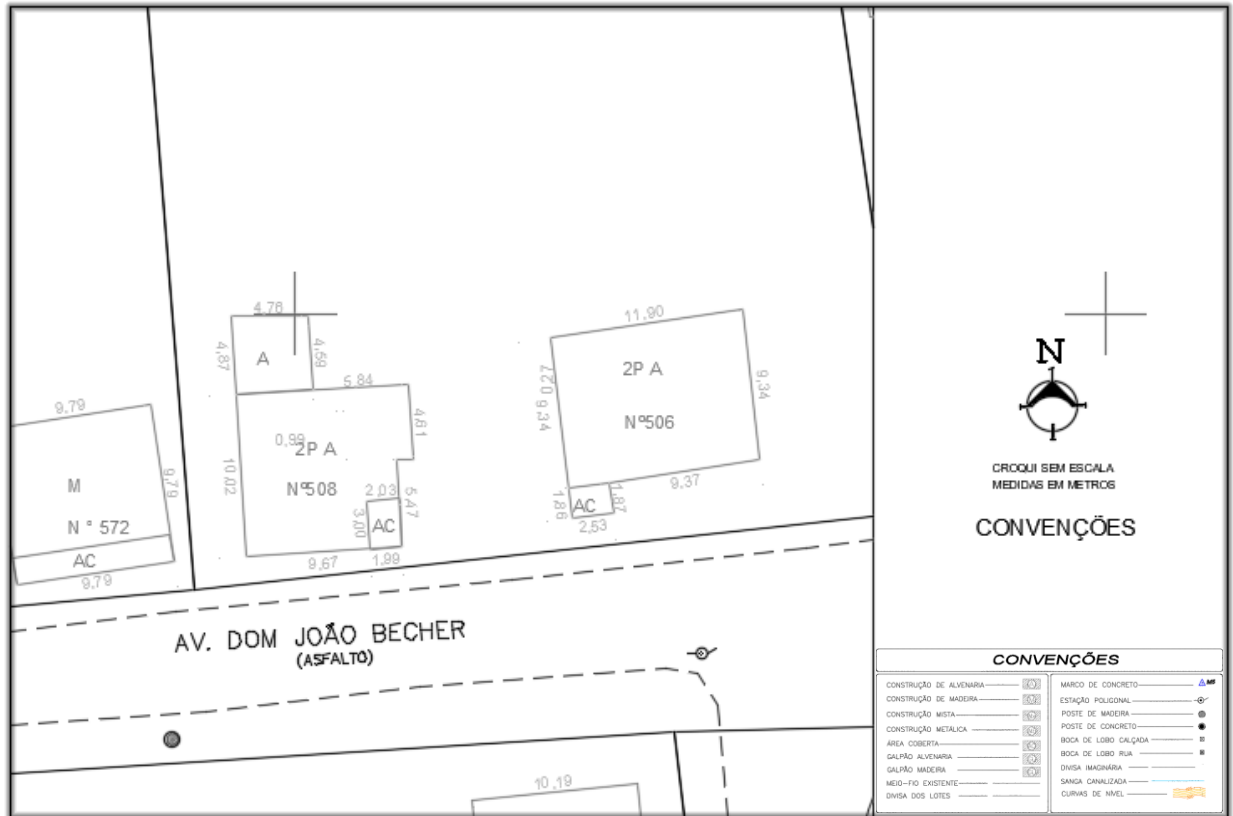 4.76
4,87
A
4,59
5,84
4,61
0,99
2P A
Nº508
10,02
2,03
3,00
AC
5,47
9,67
1,99
11,90
2P A
Nº506
9,34
9,34
9,37
1,86
AC
1,87
2,53
9,79
M
N ° 572
9,79
AC
9,79
AV. DOM JOÃO BECHER
(ASFALTO)
10,19
N
CROQUI SEM ESCALA
MEDIDAS EM METROS
CONVENÇÕES
CONVENÇÕES
CONSTRUÇÃO DE ALVENARIA
CONSTRUÇÃO DE MADEIRA
CONSTRUÇÃO MISTA
CONSTRUÇÃO METÁLICA
ÁREA COBERTA
GALPÃO ALVENARIA
GALPÃO MADEIRA
MEIO-FIO EXISTENTE
DIVISA DOS LOTES
MARCO DE CONCRETO
ESTAÇÃO POLIGONAL
POSTE DE MADEIRA
POSTE DE CONCRETO
BOCA DE LOBO CALÇADA
BOCA DE LOBO RUA
DIVISA IMAGINÁRIA
SANGA CANALIZADA
CURVAS DE NÍVEL